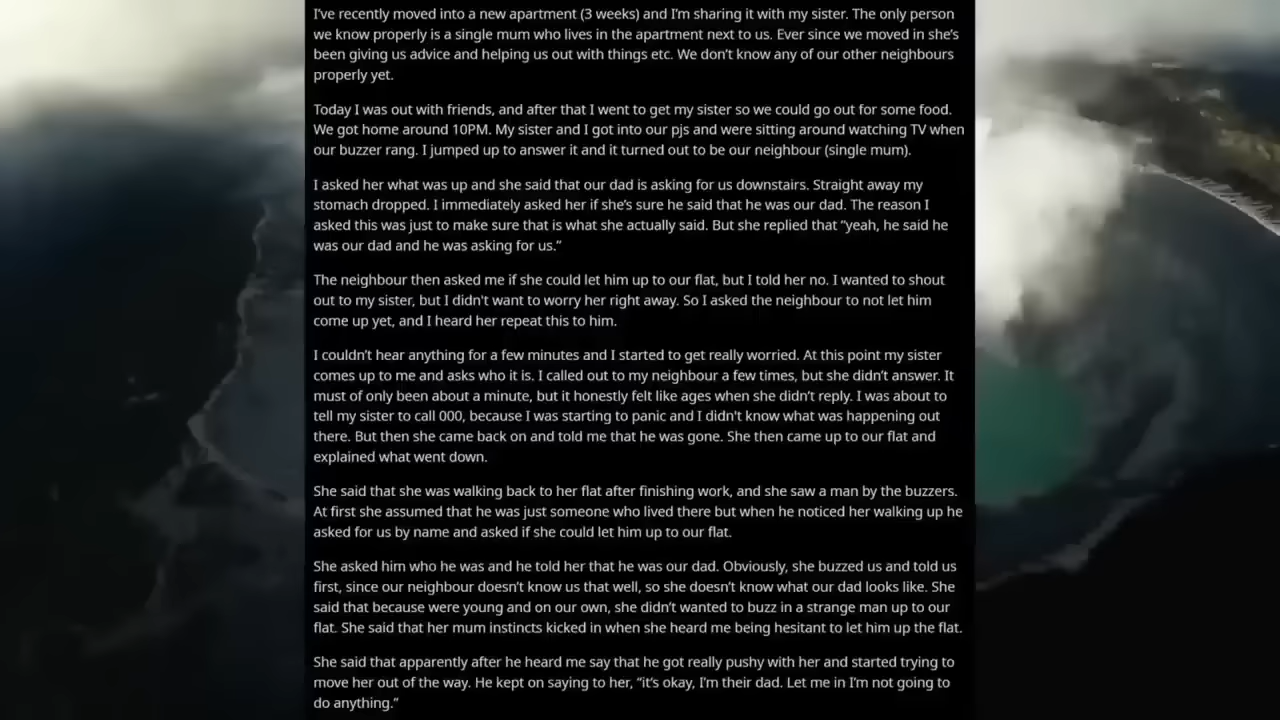 I've recently moved into a new apartment (3 weeks) and I'm sharing it with my sister. The only person
we know properly is a single mum who lives in the apartment next to us. Ever since we moved in she's
been giving us advice and helping us out with things etc. We don't know any of our other neighbours
properly yet.
Today I was out with friends, and after that I went to get my sister so we could go out for some food.
We got home around 10PM. My sister and I got into our pjs and were sitting around watching TV when
our buzzer rang. I jumped up to answer it and it turned out to be our neighbour (single mum).
I asked her what was up and she said that our dad is asking for us downstairs. Straight away my
stomach dropped. I immediately asked her if she's sure he said that he was our dad. The reason I
asked this was just to make sure that is what she actually said. But she replied that “yeah, he said he
was our dad and he was asking for us.”
The neighbour then asked me if she could let him up to our flat, but I told her no. I wanted to shout
out to my sister, but I didn't want to worry her right away. So I asked the neighbour to not let him
come up yet, and I heard her repeat this to him.
I couldn't hear anything for a few minutes and I started to get really worried. At this point my sister
comes up to me and asks who it is. I called out to my neighbour a few times, but she didn't answer. It
must of only been about a minute, but it honestly felt like ages when she didn't reply. I was about to
tell my sister to call 000, because I was starting to panic and I didn't know what was happening out
there. But then she came back on and told me that he was gone. She then came up to our flat and
explained what went down.
She said that she was walking back to her flat after finishing work, and she saw a man by the buzzers.
At first she assumed that he was just someone who lived there but when he noticed her walking up he
asked for us by name and asked if she could let him up to our flat.
She asked him who he was and he told her that he was our dad. Obviously, she buzzed us and told us
first, since our neighbour doesn't know us that well, so she doesn't know what our dad looks like. She
said that because were young and on our own, she didn't wanted to buzz in a strange man up to our
flat. She said that her mum instincts kicked in when she heard me being hesitant to let him up the flat.
She said that apparently after he heard me say that he got really pushy with her and started trying to
move her out of the way. He kept on saying to her, “it's okay, I'm their dad. Let me in I'm not going to
do anything.”